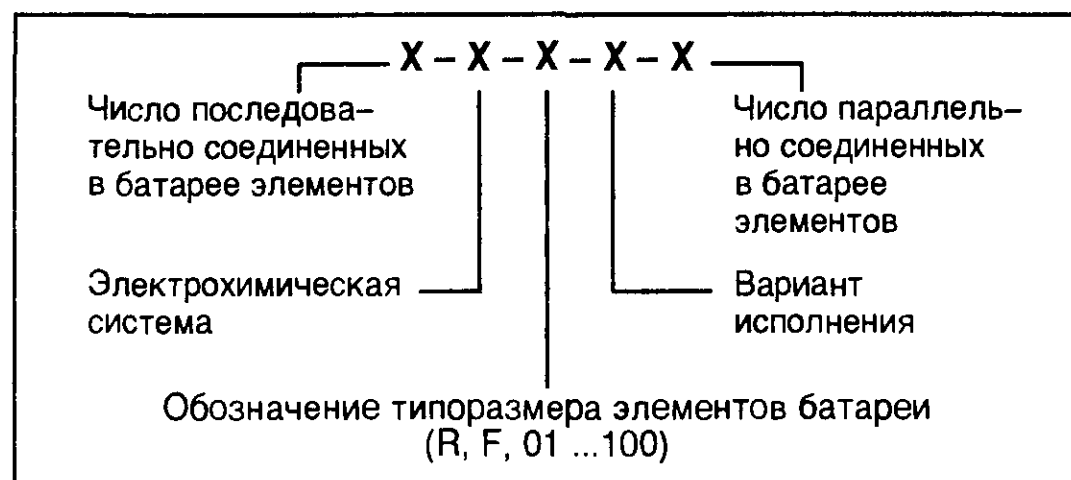 X – X – X – X – X
Число последова–
тельно соединенных
в батарее элементов
Число параллель–
но соединенных
в батарее
элементов
Электрохимическая
система
Вариант
исполнения
Обозначение типоразмера элементов батареи
(R, F, 01 ...100)